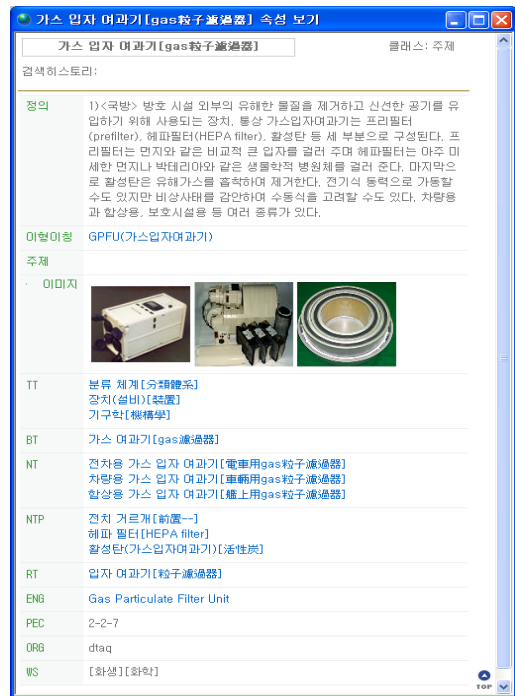 가스 입자 여과기[gas粒子濾過器] 속성 보기
가스 입자 여과기[gas粒子濾過器]
클래스: 주제
검색히스토리:
정의
1)<국방> 방호 시설 외부의 유해한 물질을 제거하고 신선한 공기를 유
입하기 위해 사용되는 장치. 통상 가스입자여과기는 프리필터
(prefilter), 헤파필터(HEPA filter), 활성탄 등 세 부분으로 구성된다. 프
리필터는 먼지와 같은 비교적 큰 입자를 걸러 주며 헤파필터는 아주 미
세한 먼지나 박테리아와 같은 생물학적 병원체를 걸러 준다. 마지막으
로 활성탄은 유해가스를 흡착하여 제거한다. 전기식 동력으로 가동할
수도 있지만 비상사태를 감안하여 수동식을 고려할 수도 있다. 차량용
과 함상용, 보호시설용 등 여러 종류가 있다.
이형이칭 GPFU(가스입자여과기)
주제
· 이미지
TT 분류 체계[分類體系]
장치(설비)[裝置]
기구학[機構學]
BT 가스 여과기[gas濾過器]
NT 전차용 가스 입자 여과기[電車用gas粒子濾過器]
차량용 가스 입자 여과기[車輛用gas粒子濾過器]
함상용 가스 입자 여과기[艦上用gas粒子濾過器]
NTP 전치 거르개[前置--]
헤파 필터[HEPA filter]
활성탄(가스입자여과기)[活性炭]
RT 입자 여과기[粒子濾過器]
ENG Gas Particulate Filter Unit
PEC 2-2-7
ORG dtaq
WS [화생][화학]
TOP